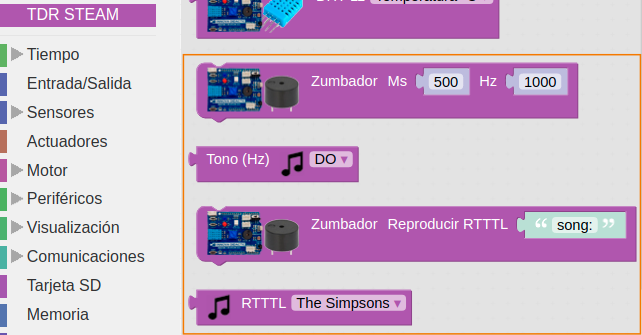 TDR STEAM
Tiempo
Entrada/Salida
Sensores
Actuadores
Motor
Periféricos
Visualización
Comunicaciones
Tarjeta SD
Memoria
Zumbador Ms 500 Hz 1000
Tono (Hz) DO
Zumbador Reproducir RTTTL “ song: ”
RTTTL The Simpsons